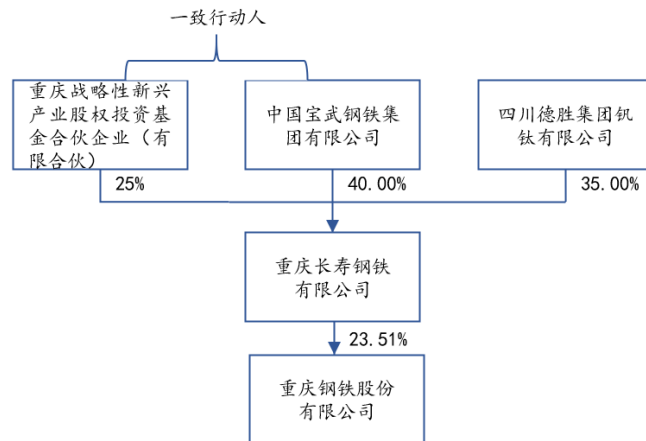 一致行动人
重庆战略性新兴
产业股权投资基
金合伙企业（有
限合伙）
中国宝武钢铁集
团有限公司
四川德胜集团钒
钛有限公司
25%
40.00%
35.00%
重庆长寿钢铁
有限公司
23.51%
重庆钢铁股份
有限公司